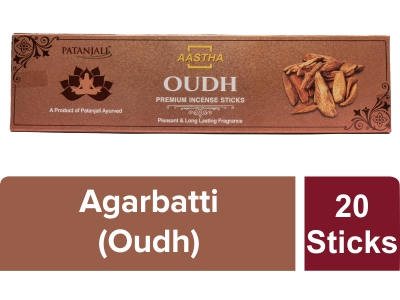 PATANJALI
A Product of Patanjali Ayurved
AASTHA
OUDH
PREMIUM INCENSE STICKS
Pleasant & Long Lasting Fragrance
Agarbatti
(Oudh)
20
Sticks